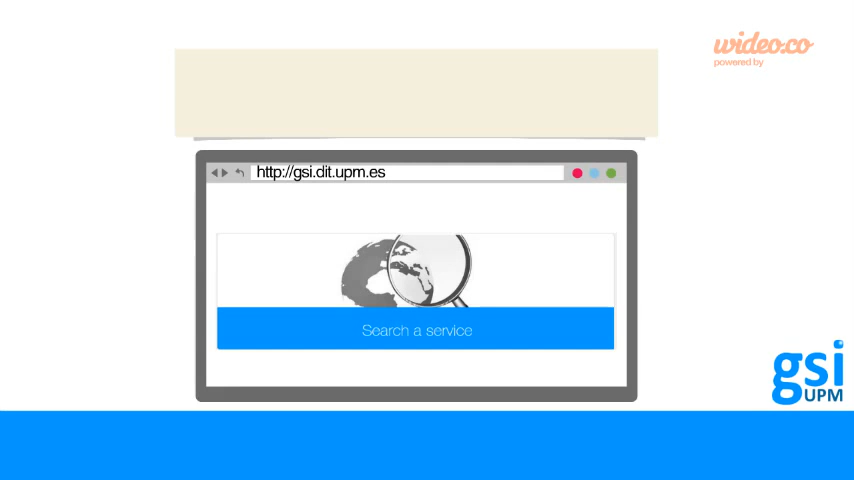 wideo.co
powered by
http://gsi.dit.upm.es
Search a service
gsi
UPM